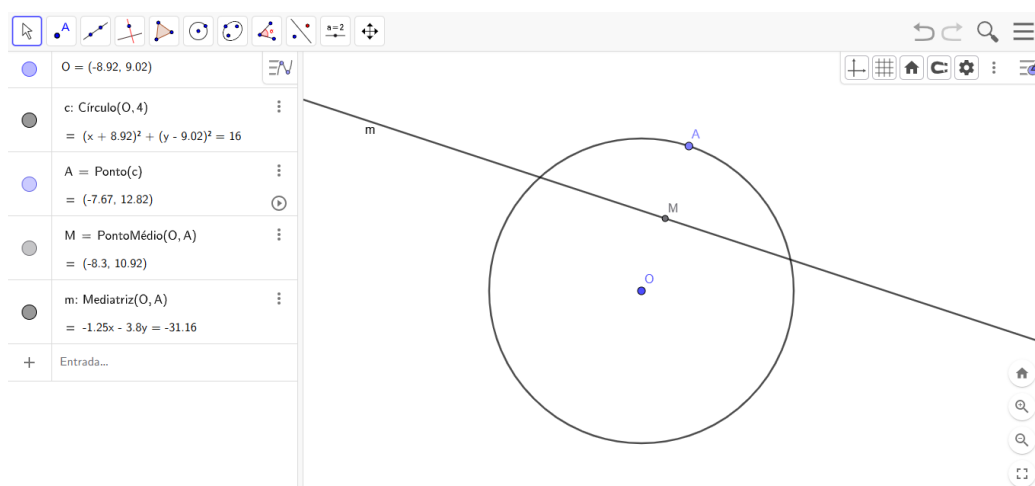 A
a=2
O = (-8.92, 9.02)
c: Círculo(O, 4)
= (x + 8.92)² + (y - 9.02)² = 16
A = Ponto(c)
= (-7.67, 12.82)
M = PontoMédio(O, A)
= (-8.3, 10.92)
m: Mediatriz(O, A)
= -1.25x - 3.8y = -31.16
+ Entrada...
m
A
M
O